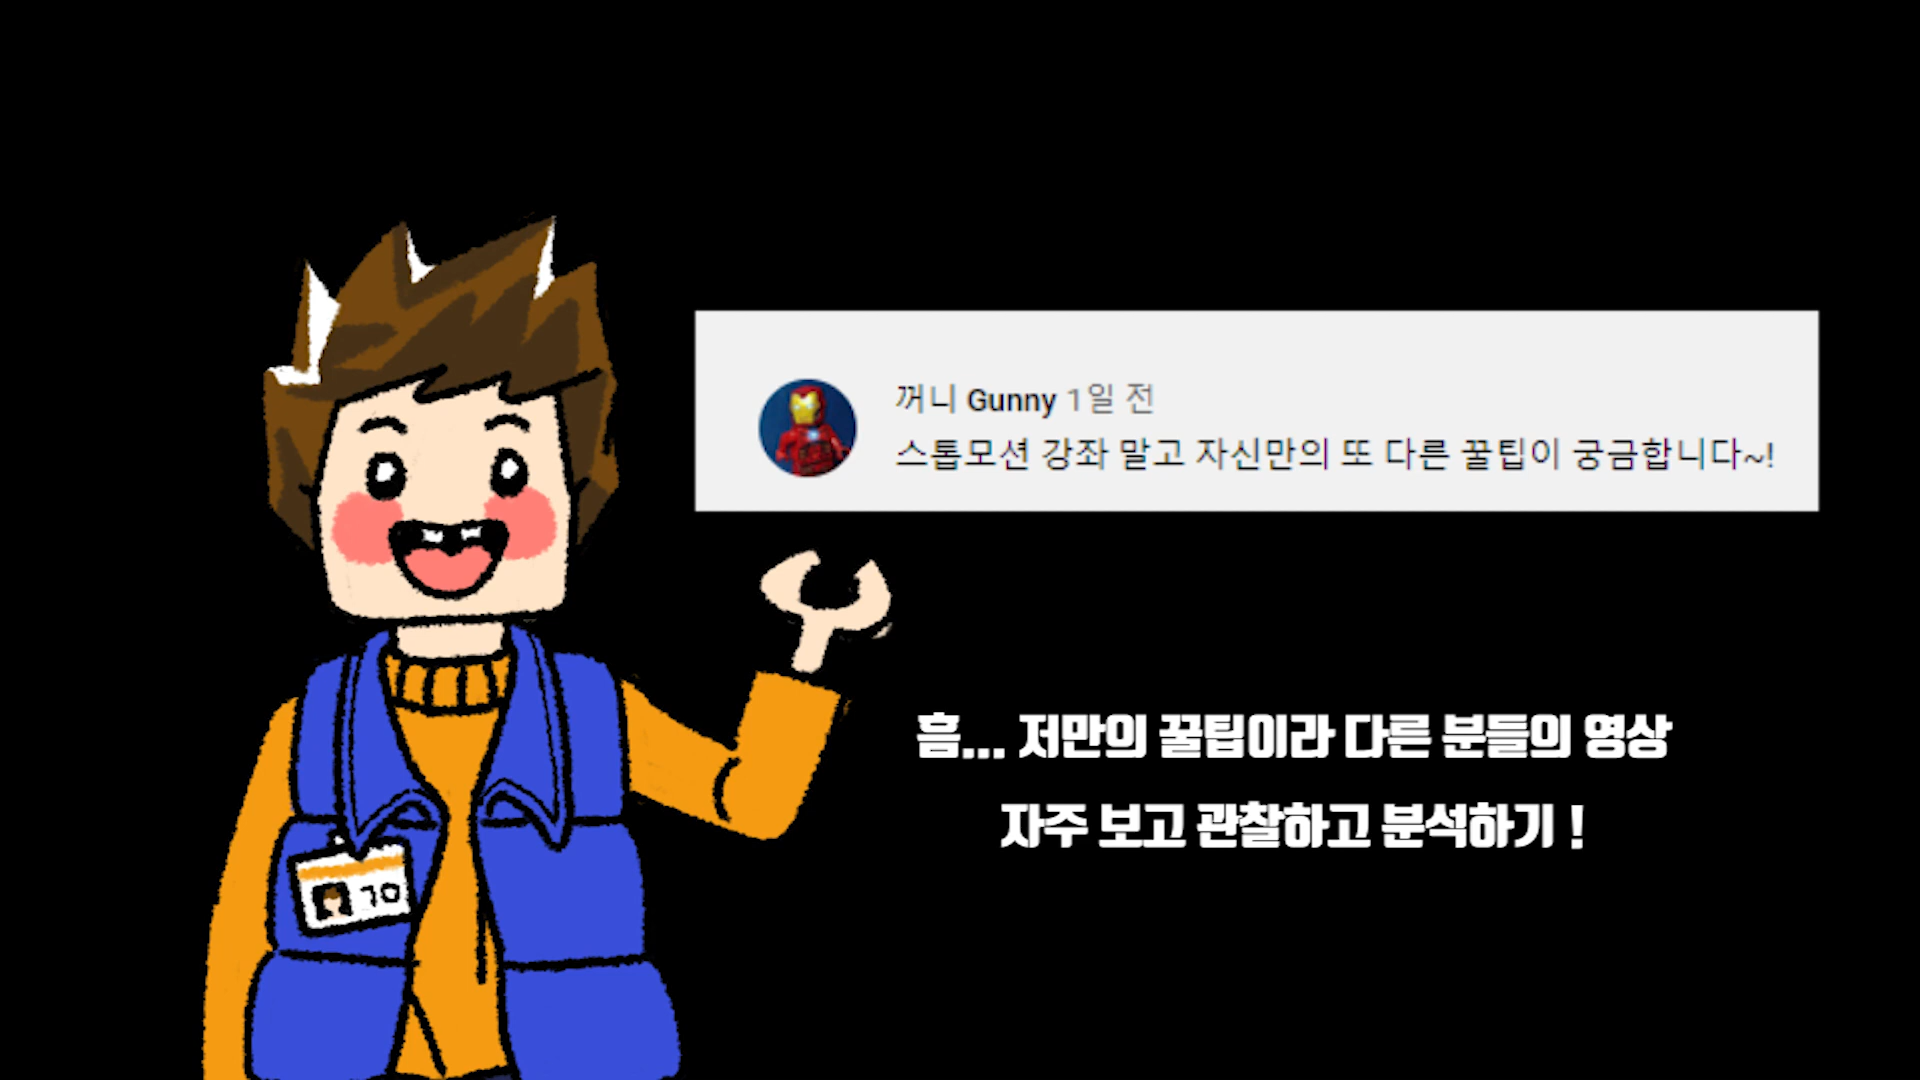 꺼니 Gunny 1일 전
스톱모션 강좌 말고 자신만의 또 다른 꿀팁이 궁금합니다~!
흠... 저만의 꿀팁이라 다른 분들의 영상
자주 보고 관찰하고 분석하기 !